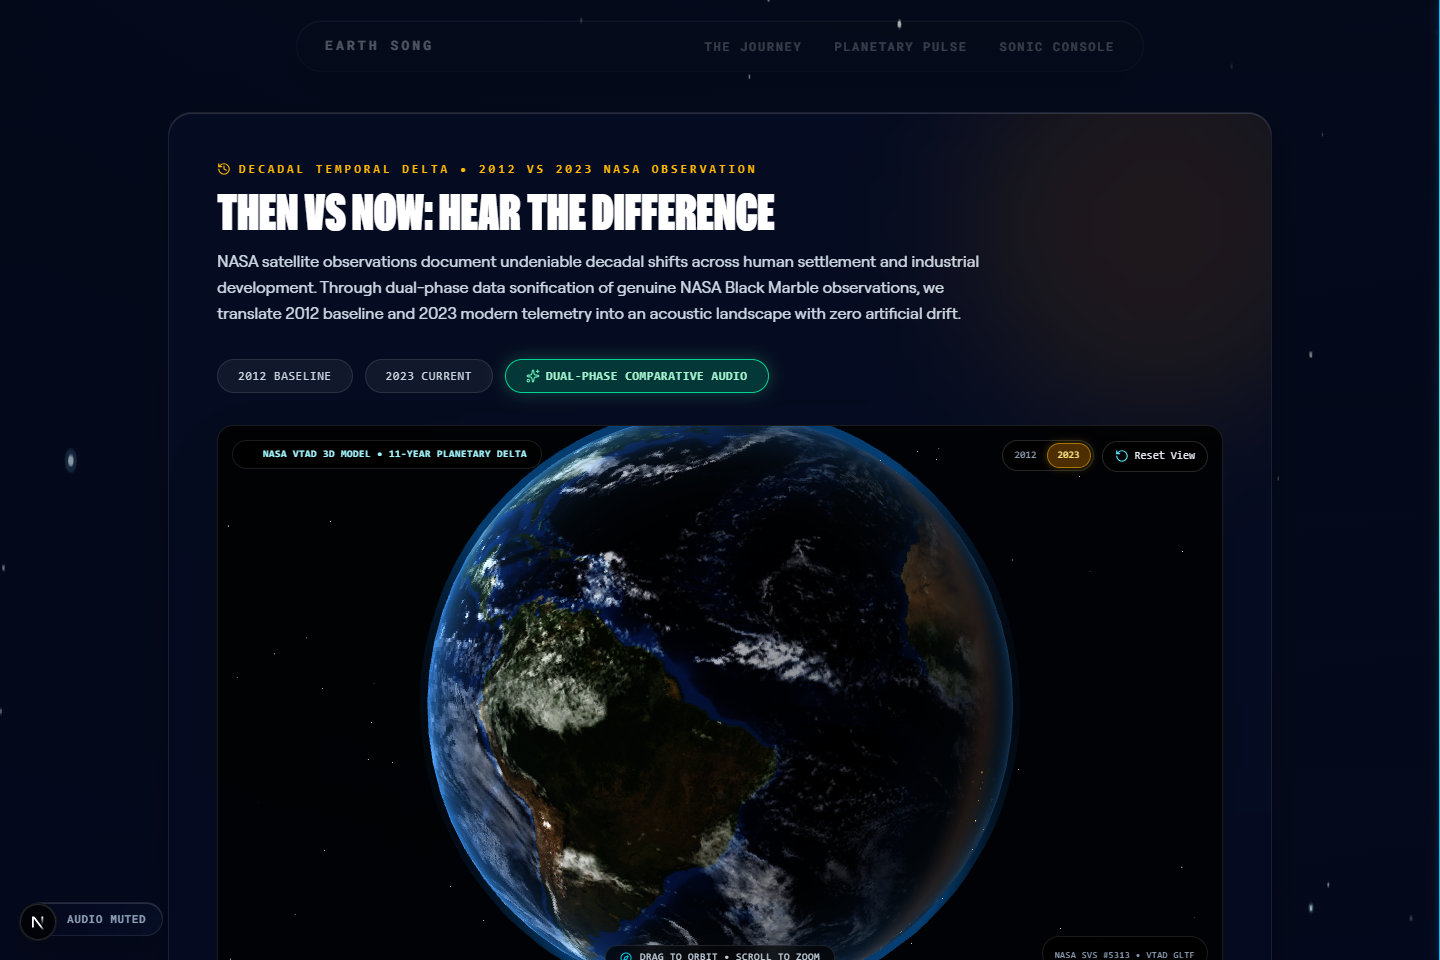 EARTH SONG
THE JOURNEY PLANETARY PULSE SONIC CONSOLE
DECADAL TEMPORAL DELTA • 2012 VS 2023 NASA OBSERVATION
THEN VS NOW: HEAR THE DIFFERENCE
NASA satellite observations document undeniable decadal shifts across human settlement and industrial
development. Through dual-phase data sonification of genuine NASA Black Marble observations, we
translate 2012 baseline and 2023 modern telemetry into an acoustic landscape with zero artificial drift.
2012 BASELINE 2023 CURRENT DUAL-PHASE COMPARATIVE AUDIO
NASA VTAD 3D MODEL • 11-YEAR PLANETARY DELTA 2012 2023 Reset View
N AUDIO MUTED
DRAG TO ORBIT • SCROLL TO ZOOM
NASA SVS #5313 • VTAD GLTF